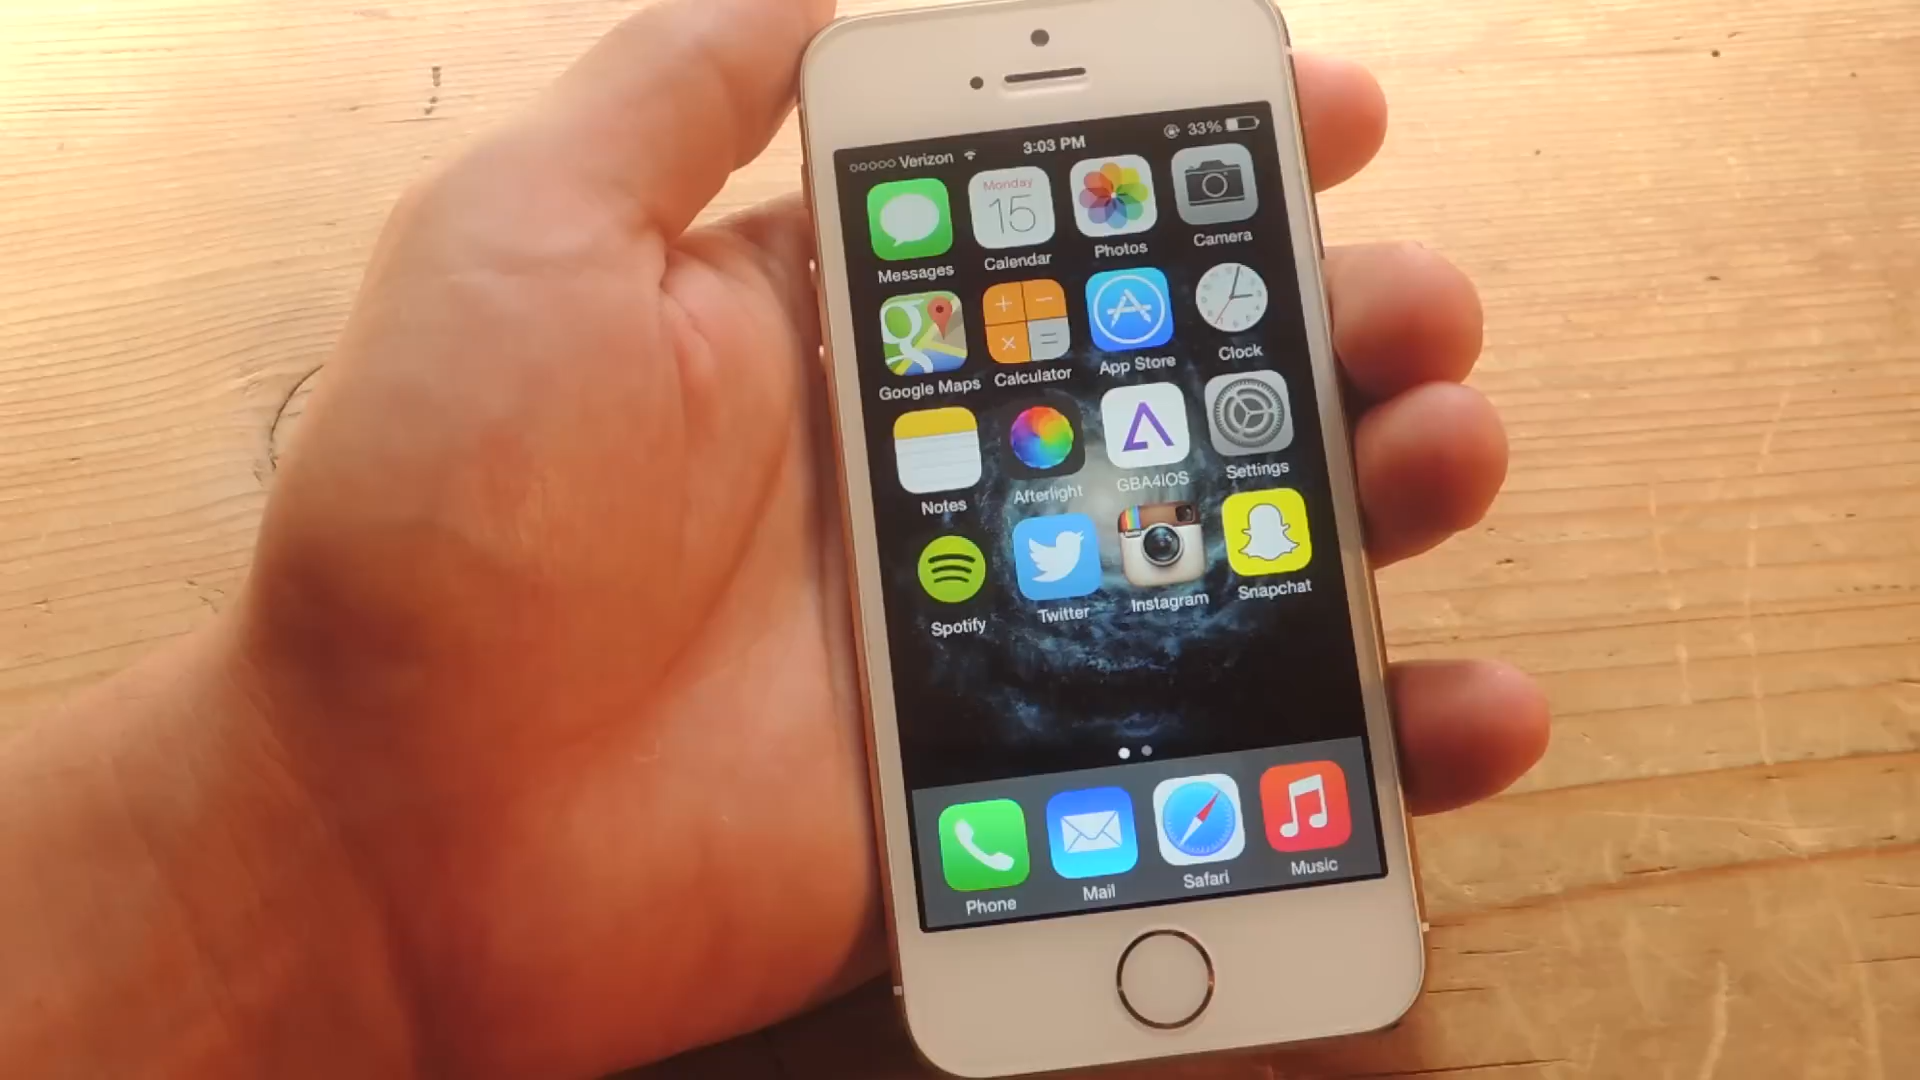 Verizon 3:03 PM 33%
Monday
15
Messages Calendar Photos Camera
Google Maps Calculator App Store Clock
Notes Afterlight GBA4iOS Settings
Spotify Twitter Instagram Snapchat
Phone Mail Safari Music